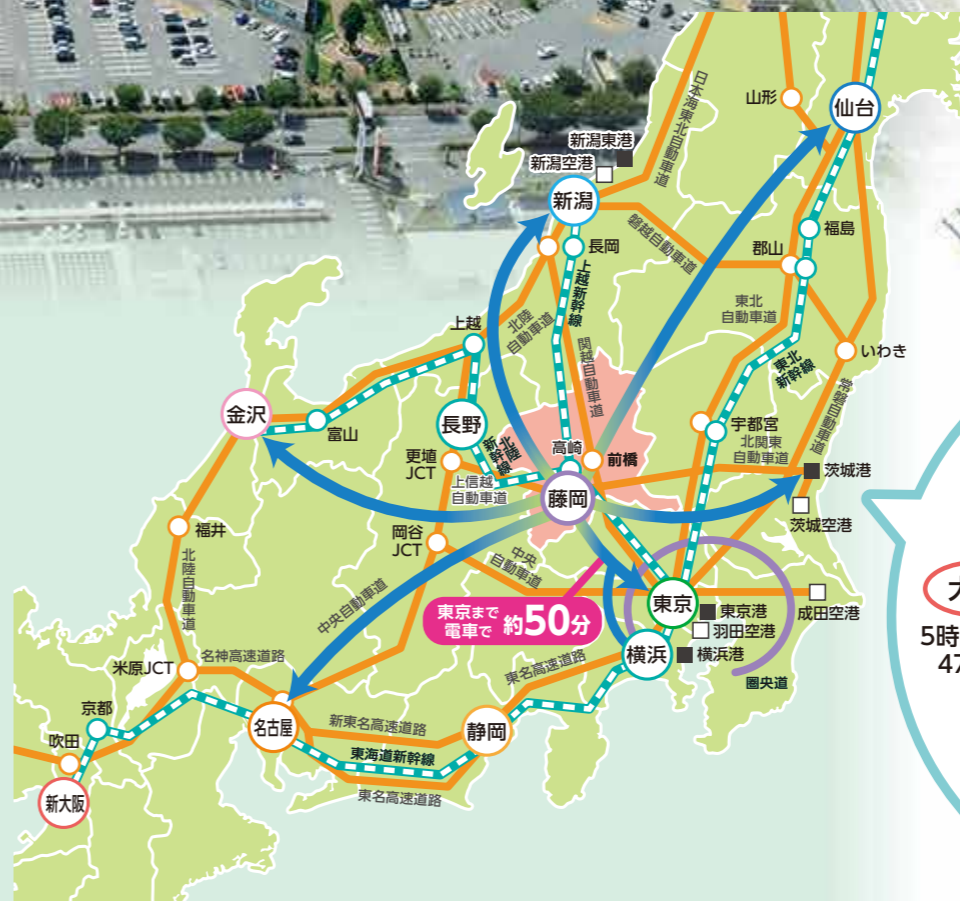 山形
仙台
日本海東北自動車道
新潟東港
新潟空港
新潟
長岡
磐越自動車道
福島
郡山
上越新幹線
北陸
自動車道
関越自動車道
東北
自動車道
上越
いわき
東北
新幹線
常磐自動車道
金沢
富山
長野
北陸
新幹線
高崎
前橋
宇都宮
北関東
自動車道
更埴
JCT
上信越
自動車道
茨城港
藤岡
茨城空港
福井
岡谷
JCT
中央
自動車道
北陸自動車道
中央自動車道
東京まで
電車で 約50分
東京
東京港
羽田空港
成田空港
横浜
横浜港
圏央道
米原JCT
名神高速道路
東名高速道路
京都
吹田
名古屋
新東名高速道路
静岡
東海道新幹線
東名高速道路
新大阪
5時
47